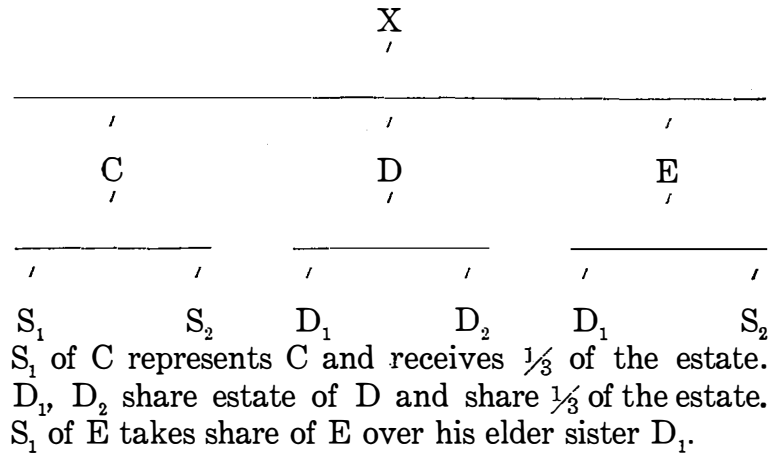 X
C D E
S₁ S₂ D₁ D₂ D₁ S₂
S₁ of C represents C and receives ⅓ of the estate.
D₁, D₂ share estate of D and share ⅓ of the estate.
S₁ of E takes share of E over his elder sister D₁.